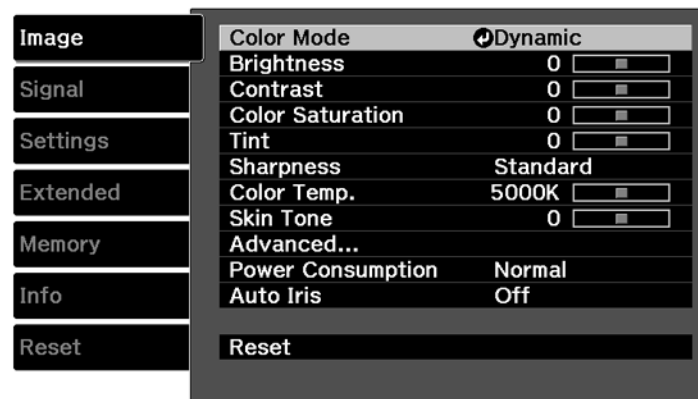 Image
Signal
Settings
Extended
Memory
Info
Reset
Color Mode Dynamic
Brightness 0
Contrast 0
Color Saturation 0
Tint 0
Sharpness Standard
Color Temp. 5000K
Skin Tone 0
Advanced...
Power Consumption Normal
Auto Iris Off
Reset